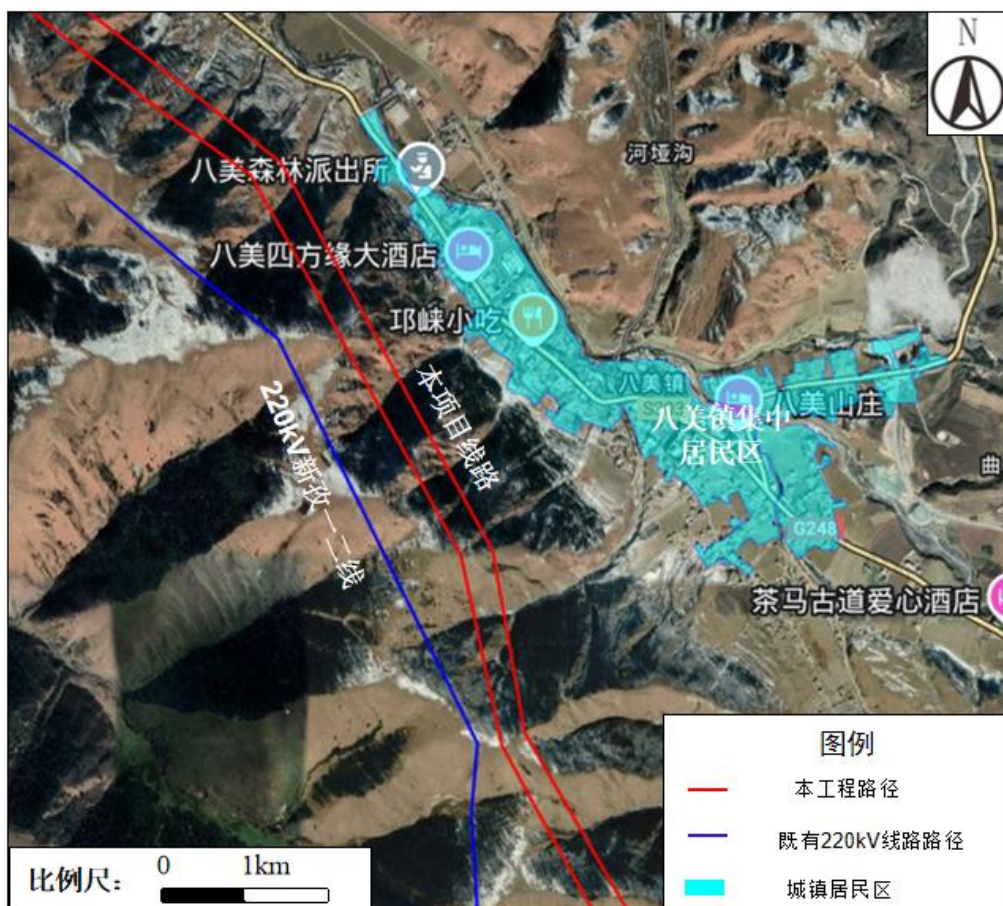 N
河垭沟
八美森林派出所
八美四方缘大酒店
邛崃小吃
八美镇
八美山庄
八美镇集中
居民区
曲
220kV新孜一二线
本项目线路
G248
茶马古道爱心酒店
图例
本工程路径
既有220kV线路路径
城镇居民区
比例尺：
0
1km